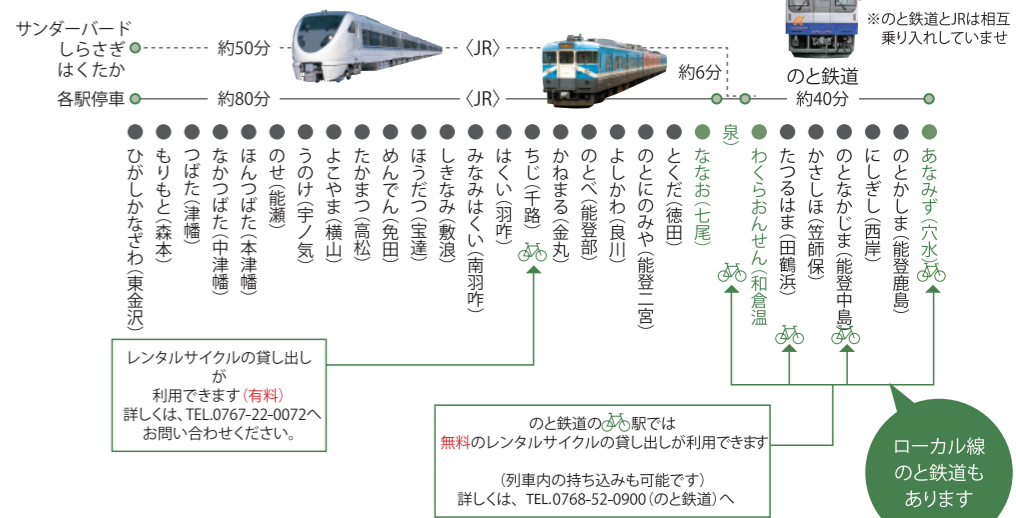 サンダーバード
しらさぎ
はくたか
約50分
〈JR〉
約6分
※のと鉄道とJRは相互
乗り入れしていませ
のと鉄道
各駅停車
約80分
〈JR〉
約40分
ひがしかなざわ(東金沢)
もりもと(森本)
つばた(津幡)
なかつばた(中津幡)
ほんつばた(本津幡)
のせ(能瀬)
うのけ(宇ノ気)
よこやま(横山)
たかまつ(高松)
めんでん(免田)
ほうだつ(宝達)
しきなみ(敷浪)
みなみはくい(南羽咋)
はくい(羽咋)
ちじ(千路)
かねまる(金丸)
のとべ(能登部)
よしかわ(良川)
のとにのみや(能登二宮)
とくだ(徳田)
ななお(七尾)
わくらおんせん(和倉温
泉)
たつるはま(田鶴浜)
かさしほ(笠師保)
のとなかじま(能登中島)
にしぎし(西岸)
のとかしま(能登鹿島)
あなみず(穴水)
レンタルサイクルの貸し出し
が
利用できます(有料)
詳しくは、TEL.0767-22-0072へ
お問い合わせください。
のと鉄道の駅では
無料のレンタルサイクルの貸し出しが利用できます
(列車内の持ち込みも可能です)
詳しくは、TEL.0768-52-0900(のと鉄道)へ
ローカル線
のと鉄道も
あります